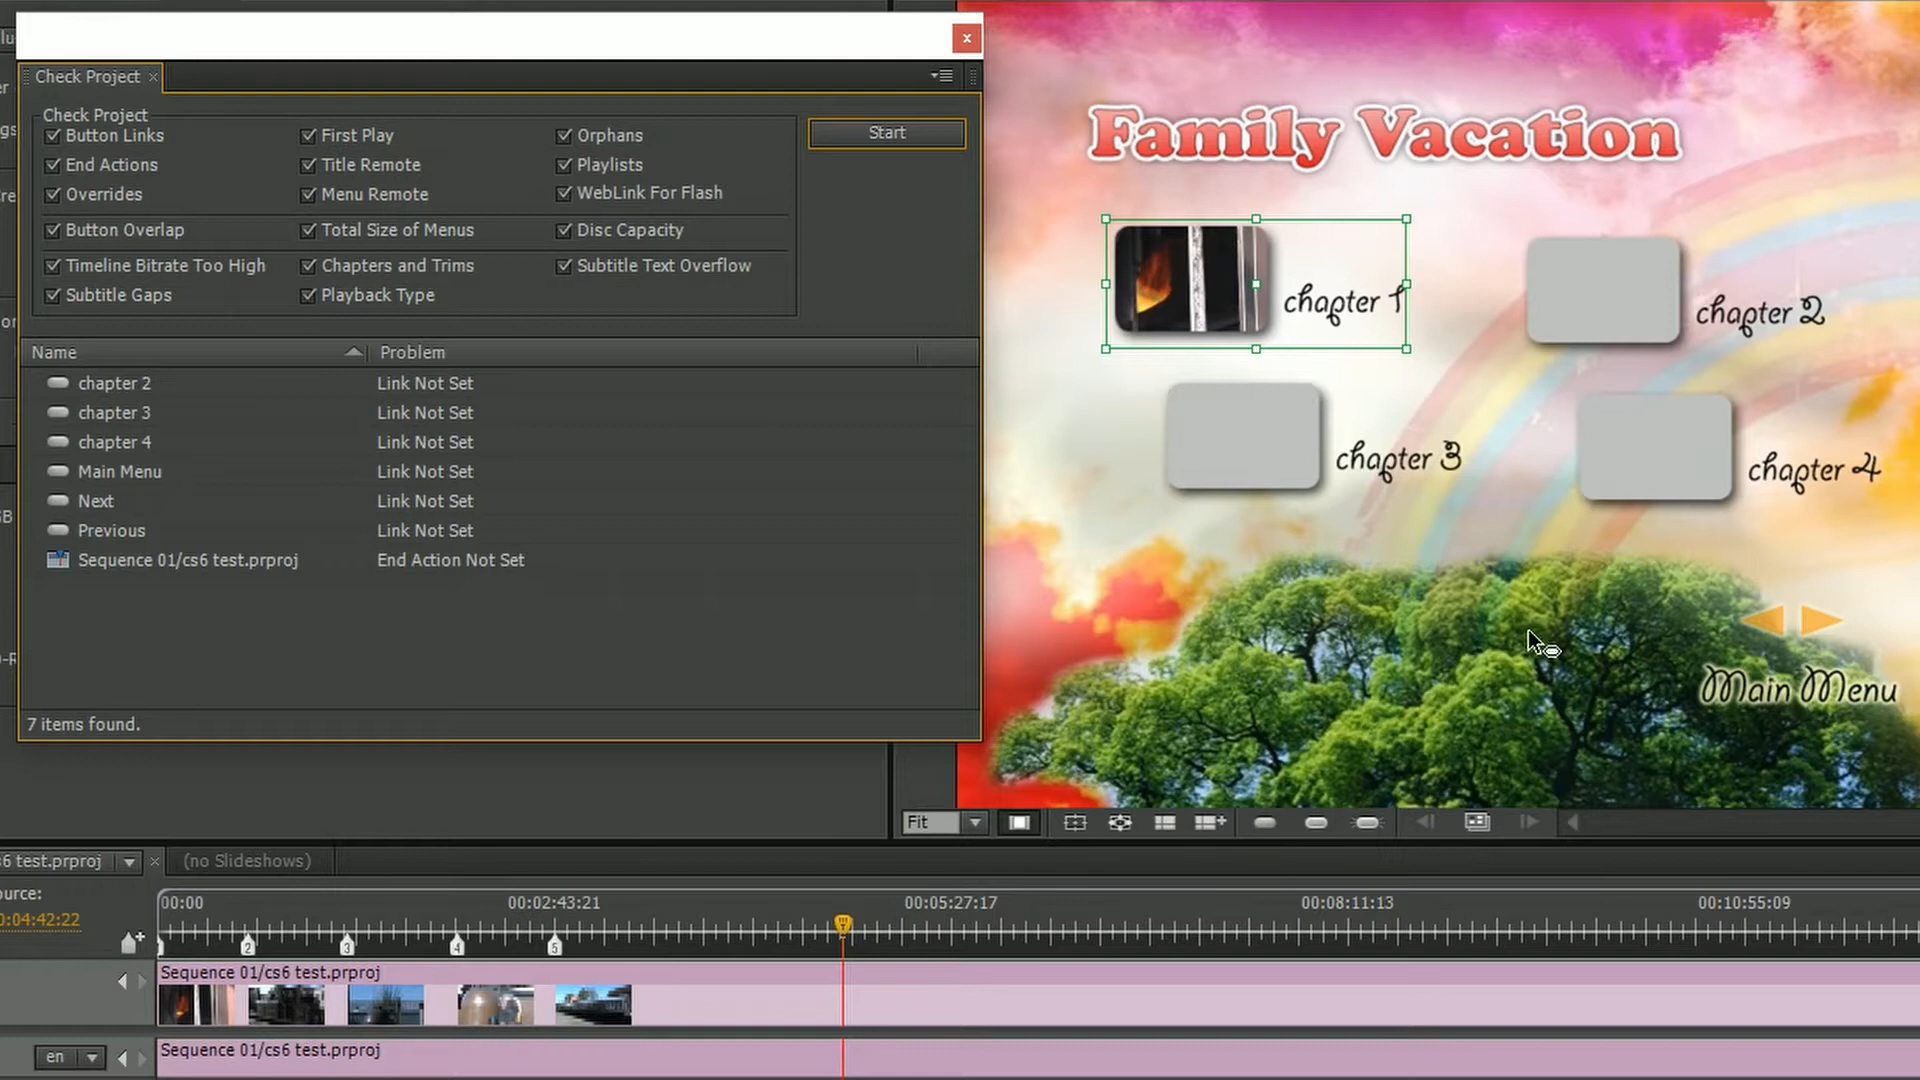 Check Project
Check Project
Button Links
First Play
Orphans
Start
End Actions
Title Remote
Playlists
Overrides
Menu Remote
WebLink For Flash
Button Overlap
Total Size of Menus
Disc Capacity
Timeline Bitrate Too High
Chapters and Trims
Subtitle Text Overflow
Subtitle Gaps
Playback Type
Name
Problem
chapter 2
Link Not Set
chapter 3
Link Not Set
chapter 4
Link Not Set
Main Menu
Link Not Set
Next
Link Not Set
Previous
Link Not Set
Sequence 01/cs6 test.prproj
End Action Not Set
7 items found.
Family Vacation
chapter 1
chapter 2
chapter 3
chapter 4
Main Menu
Fit
s6 test.prproj
(no Slideshows)
ource:
0:04:42:22
00:00
00:02:43:21
00:05:27:17
00:08:11:13
00:10:55:09
2
3
4
5
Sequence 01/cs6 test.prproj
en
Sequence 01/cs6 test.prproj